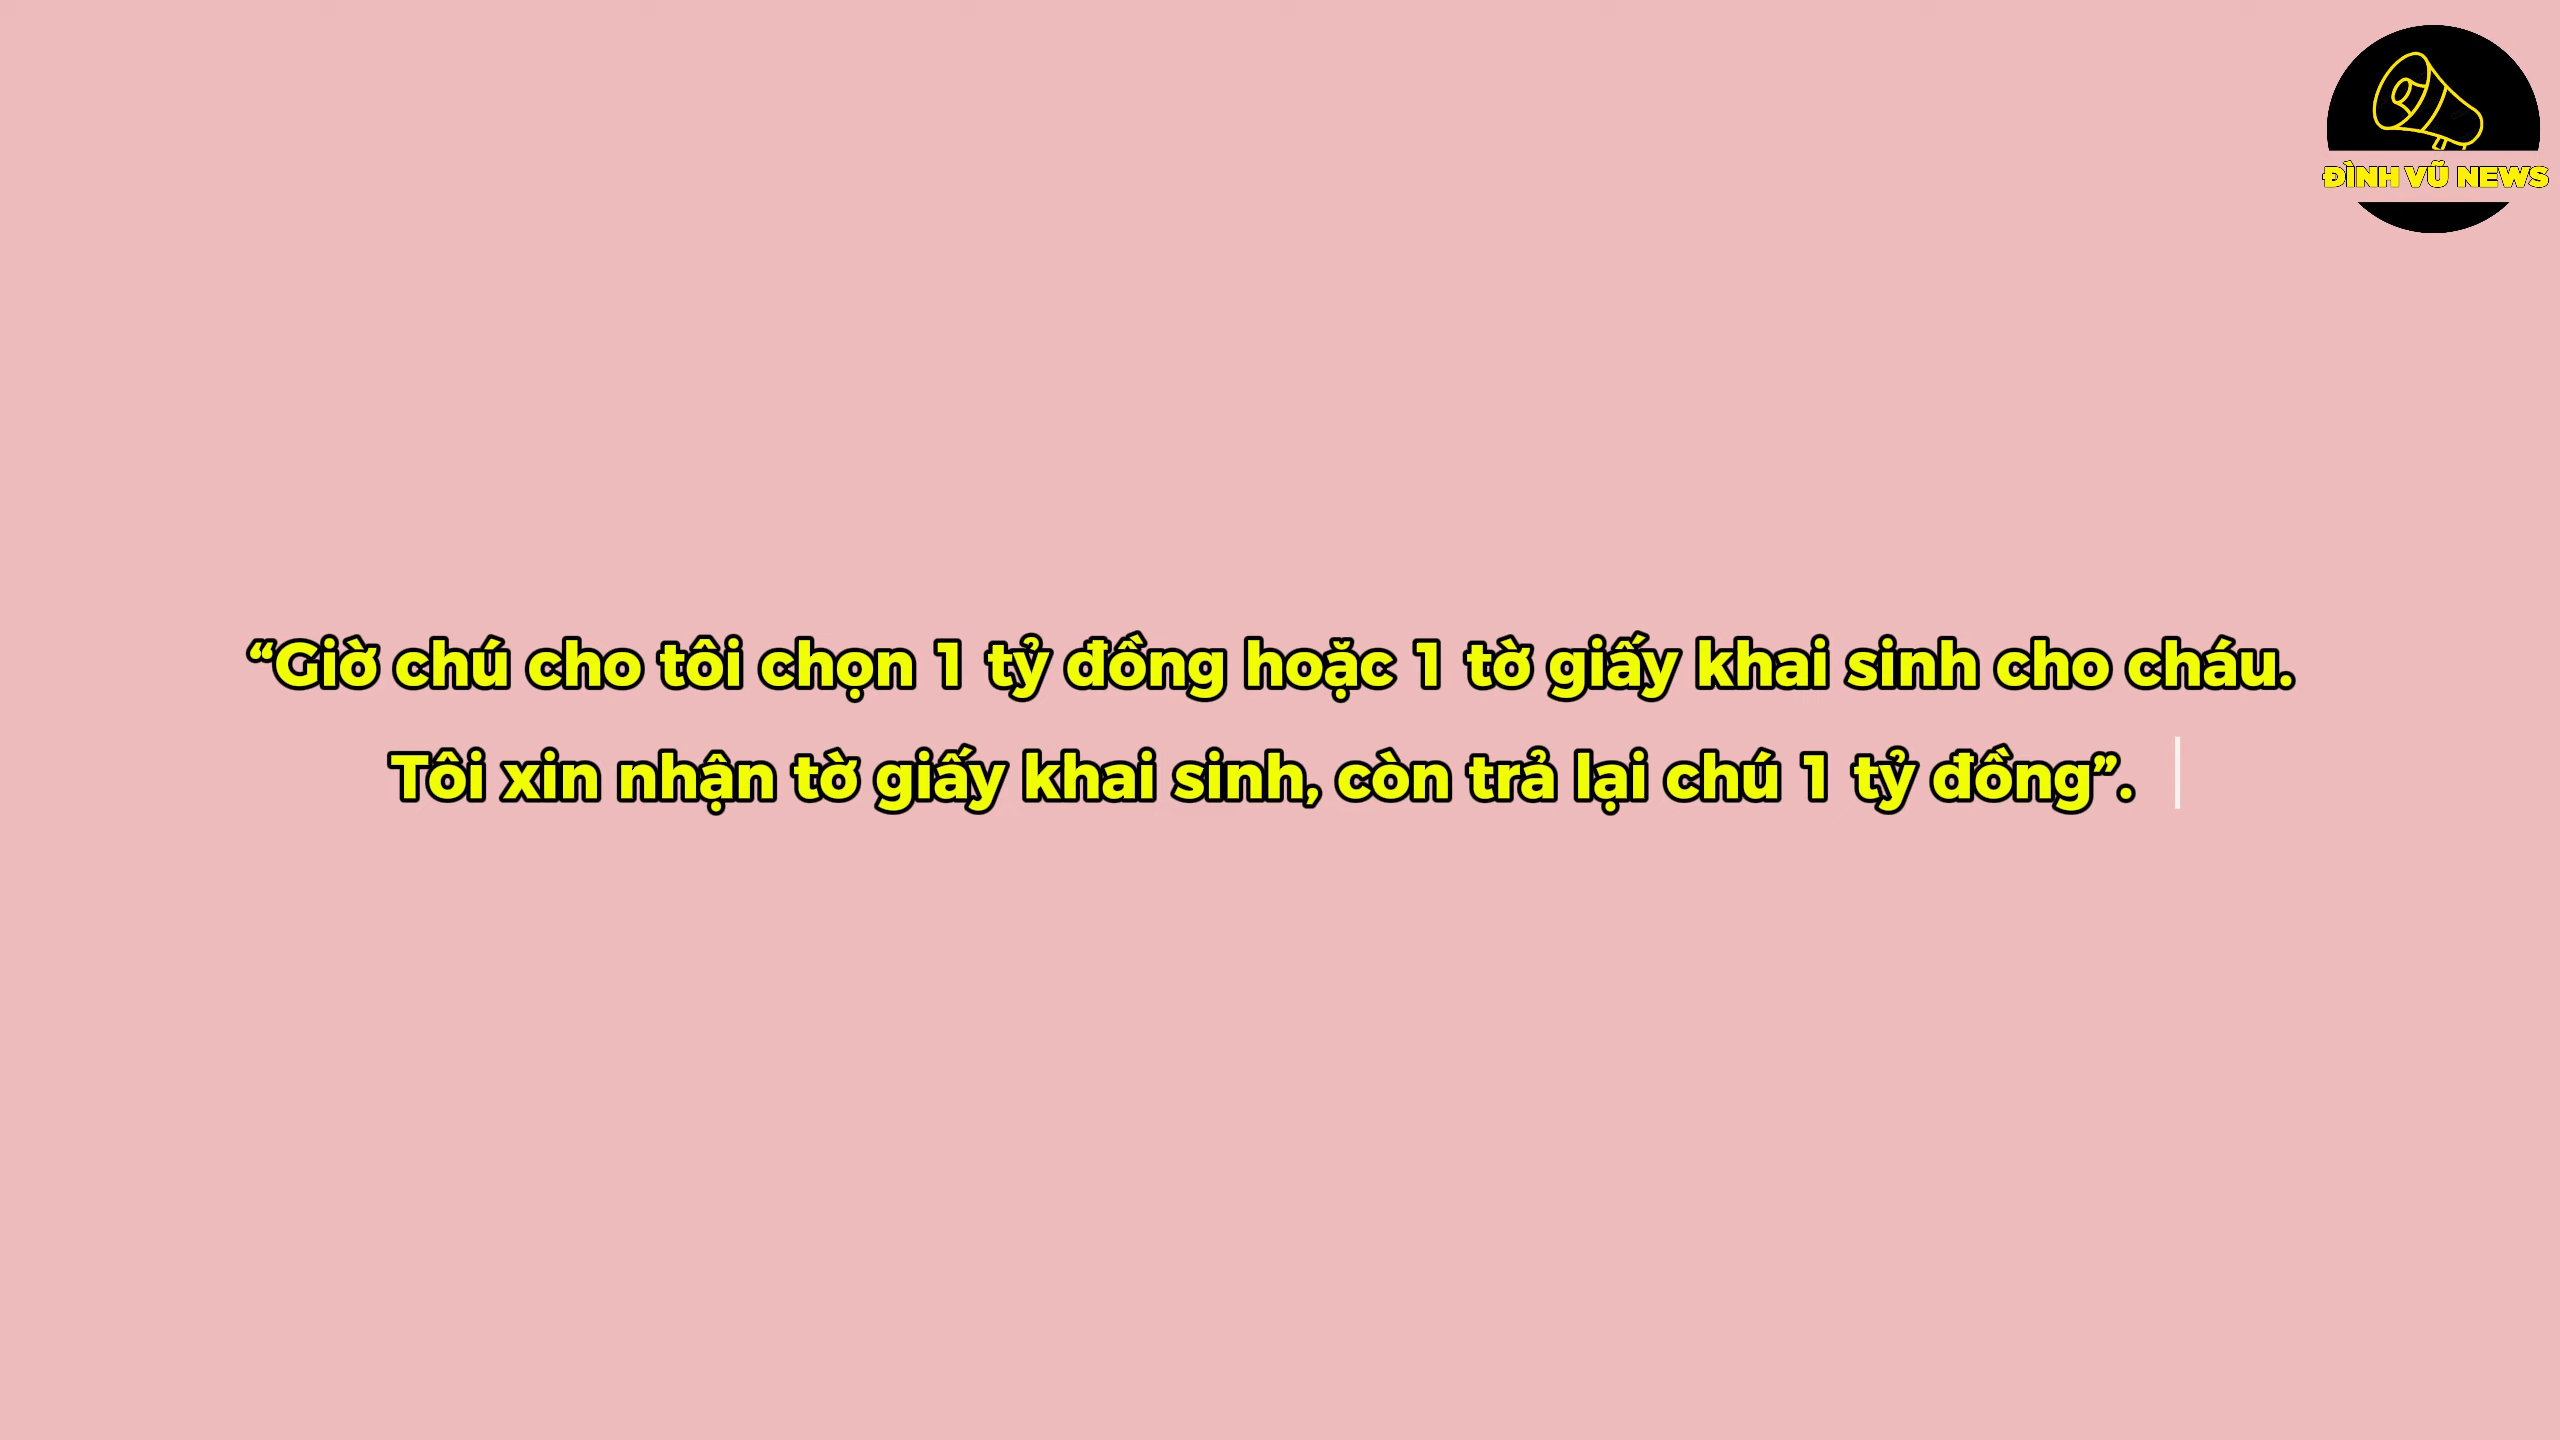 ĐÌNH VŨ NEWS
“Giờ chú cho tôi chọn 1 tỷ đồng hoặc 1 tờ giấy khai sinh cho cháu.
Tôi xin nhận tờ giấy khai sinh, còn trả lại chú 1 tỷ đồng”.